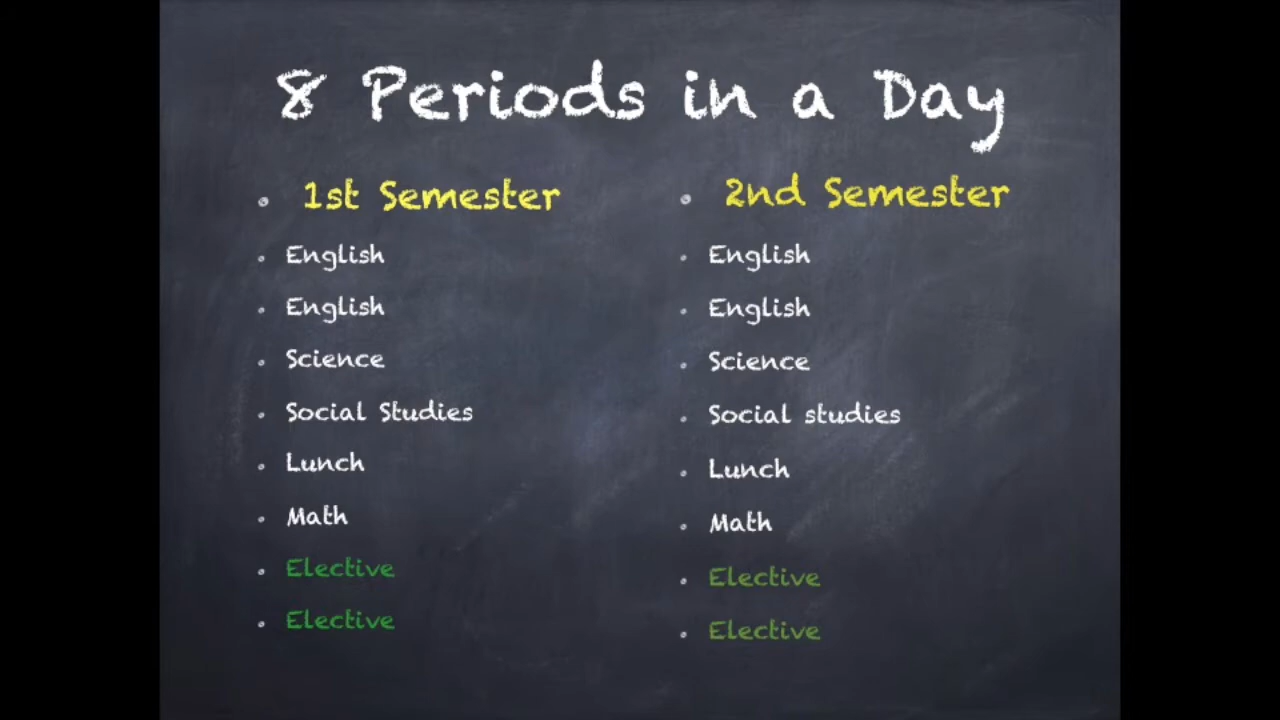 8 Periods in a Day
1st Semester
English
English
Science
Social Studies
Lunch
Math
Elective
Elective
2nd Semester
English
English
Science
Social studies
Lunch
Math
Elective
Elective